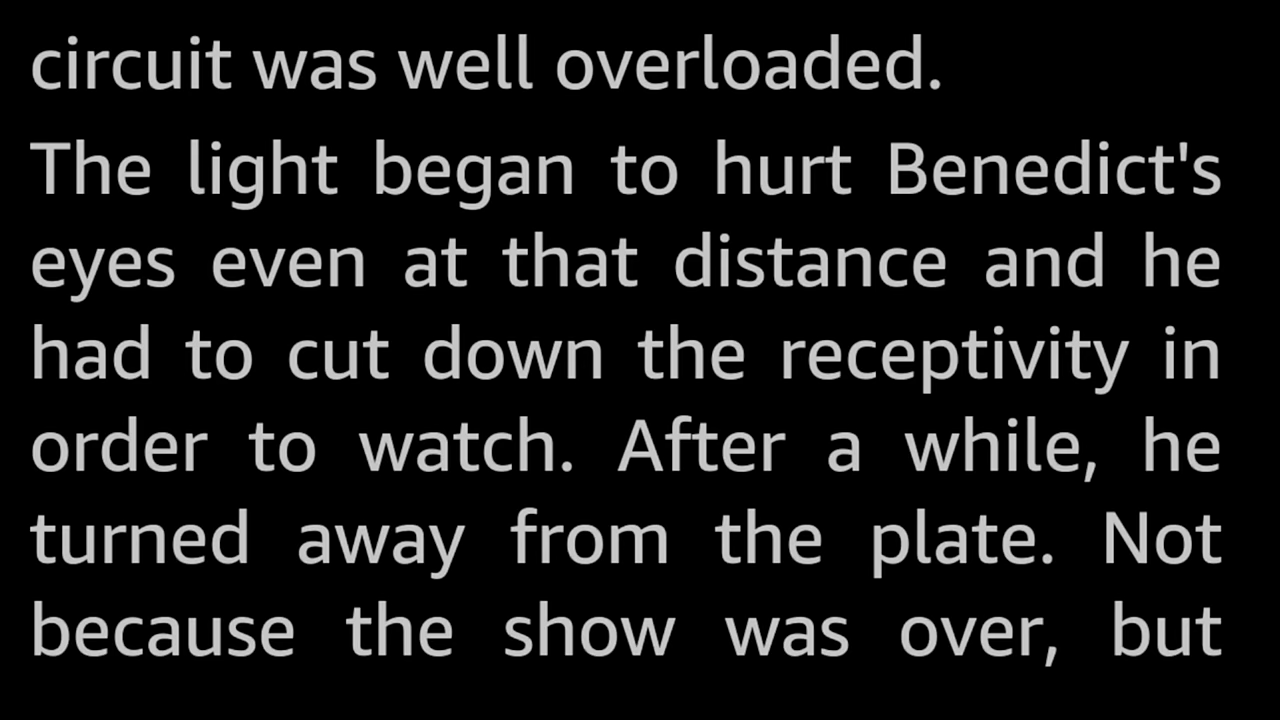 circuit was well overloaded.
The light began to hurt Benedict's
eyes even at that distance and he
had to cut down the receptivity in
order to watch. After a while, he
turned away from the plate. Not
because the show was over, but